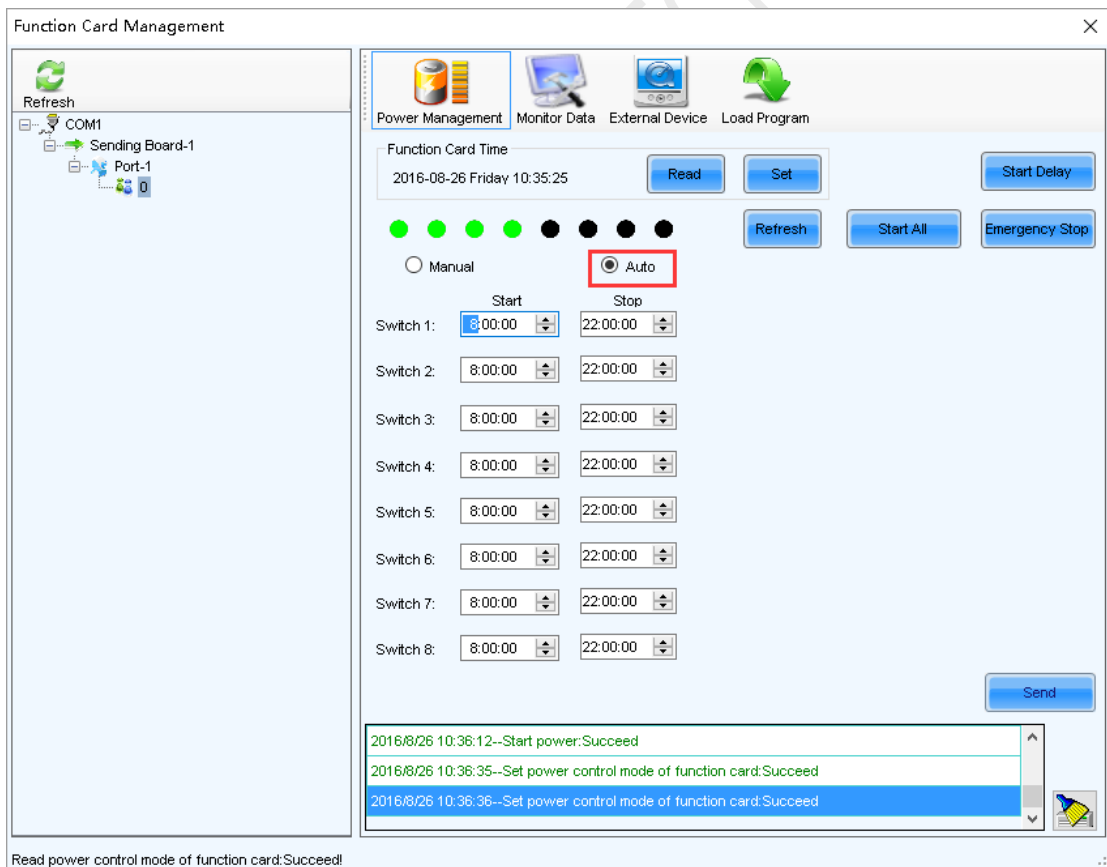 Function Card Management
Refresh
COM1
Sending Board-1
Port-1
0
Power Management Monitor Data External Device Load Program
Function Card Time
2016-08-26 Friday 10:35:25 Read Set Start Delay
Refresh Start All Emergency Stop
Manual Auto
Start Stop
Switch 1: 8:00:00 22:00:00
Switch 2: 8:00:00 22:00:00
Switch 3: 8:00:00 22:00:00
Switch 4: 8:00:00 22:00:00
Switch 5: 8:00:00 22:00:00
Switch 6: 8:00:00 22:00:00
Switch 7: 8:00:00 22:00:00
Switch 8: 8:00:00 22:00:00
Send
2016/8/26 10:36:12--Start power:Succeed
2016/8/26 10:36:35--Set power control mode of function card:Succeed
2016/8/26 10:36:36--Set power control mode of function card:Succeed
Read power control mode of function card:Succeed!